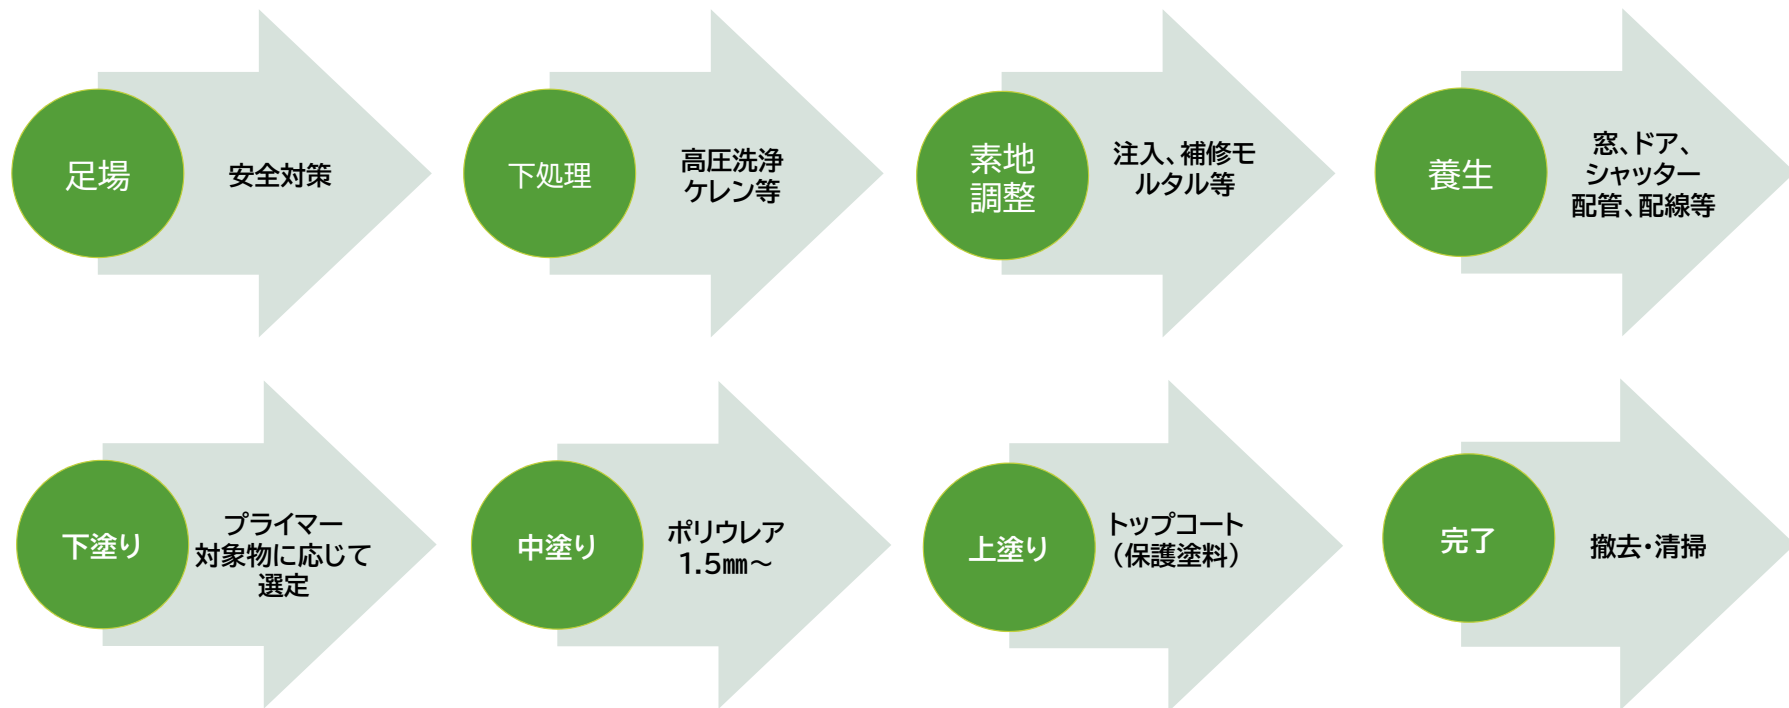 足場
安全対策
下処理
高圧洗浄
ケレン等
素地
調整
注入、補修モ
ルタル等
養生
窓、ドア、
シャッター
配管、配線等
下塗り
プライマー
対象物に応じて
選定
中塗り
ポリウレア
1.5㎜～
上塗り
トップコート
（保護塗料）
完了
撤去・清掃